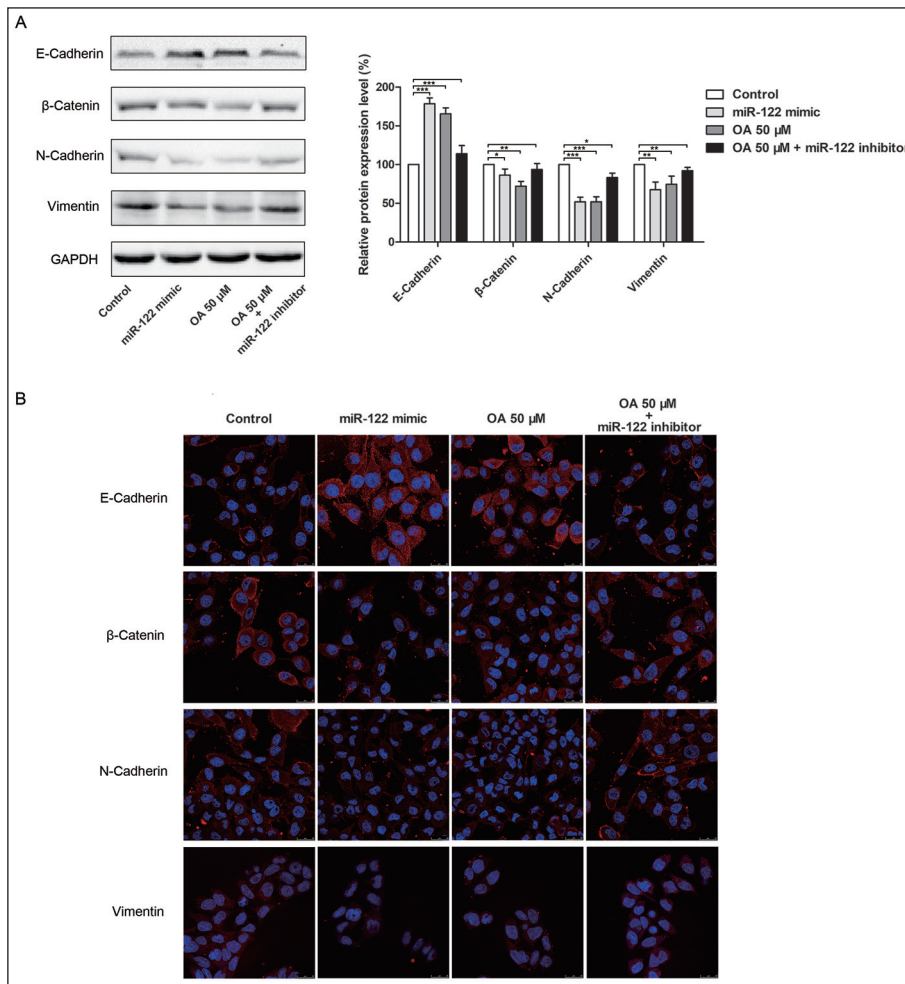 A
E-Cadherin
β-Catenin
N-Cadherin
Vimentin
GAPDH
Control
miR-122 mimic
OA 50 µM
OA 50 µM
+
miR-122 inhibitor
Relative protein expression level (%)
200
150
100
50
0
***
***
***
**
**
*
*
***
***
**
**
**
E-Cadherin
β-Catenin
N-Cadherin
Vimentin
Control
miR-122 mimic
OA 50 µM
OA 50 µM + miR-122 inhibitor
B
Control
miR-122 mimic
OA 50 µM
OA 50 µM
+
miR-122 inhibitor
E-Cadherin
β-Catenin
N-Cadherin
Vimentin